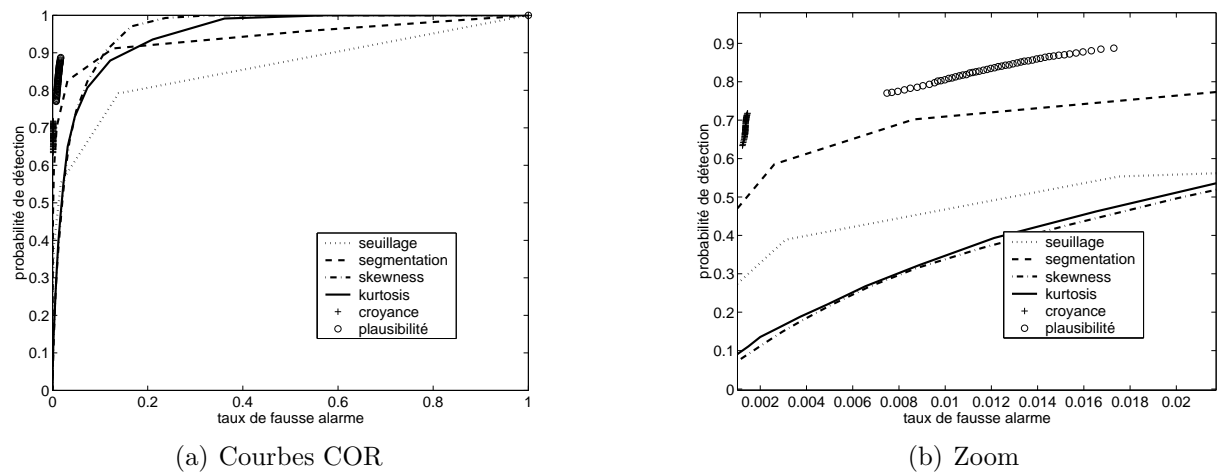 1
0.9
0.8
0.7
0.6
0.5
0.4
0.3
0.2
0.1
0
probabilité de détection
0 0.2 0.4 0.6 0.8 1
taux de fausse alarme
seuillage
segmentation
skewness
kurtosis
croyance
plausibilité
(a) Courbes COR
0.9
0.8
0.7
0.6
0.5
0.4
0.3
0.2
0.1
0
probabilité de détection
0.002 0.004 0.006 0.008 0.01 0.012 0.014 0.016 0.018 0.02
taux de fausse alarme
seuillage
segmentation
skewness
kurtosis
croyance
plausibilité
(b) Zoom